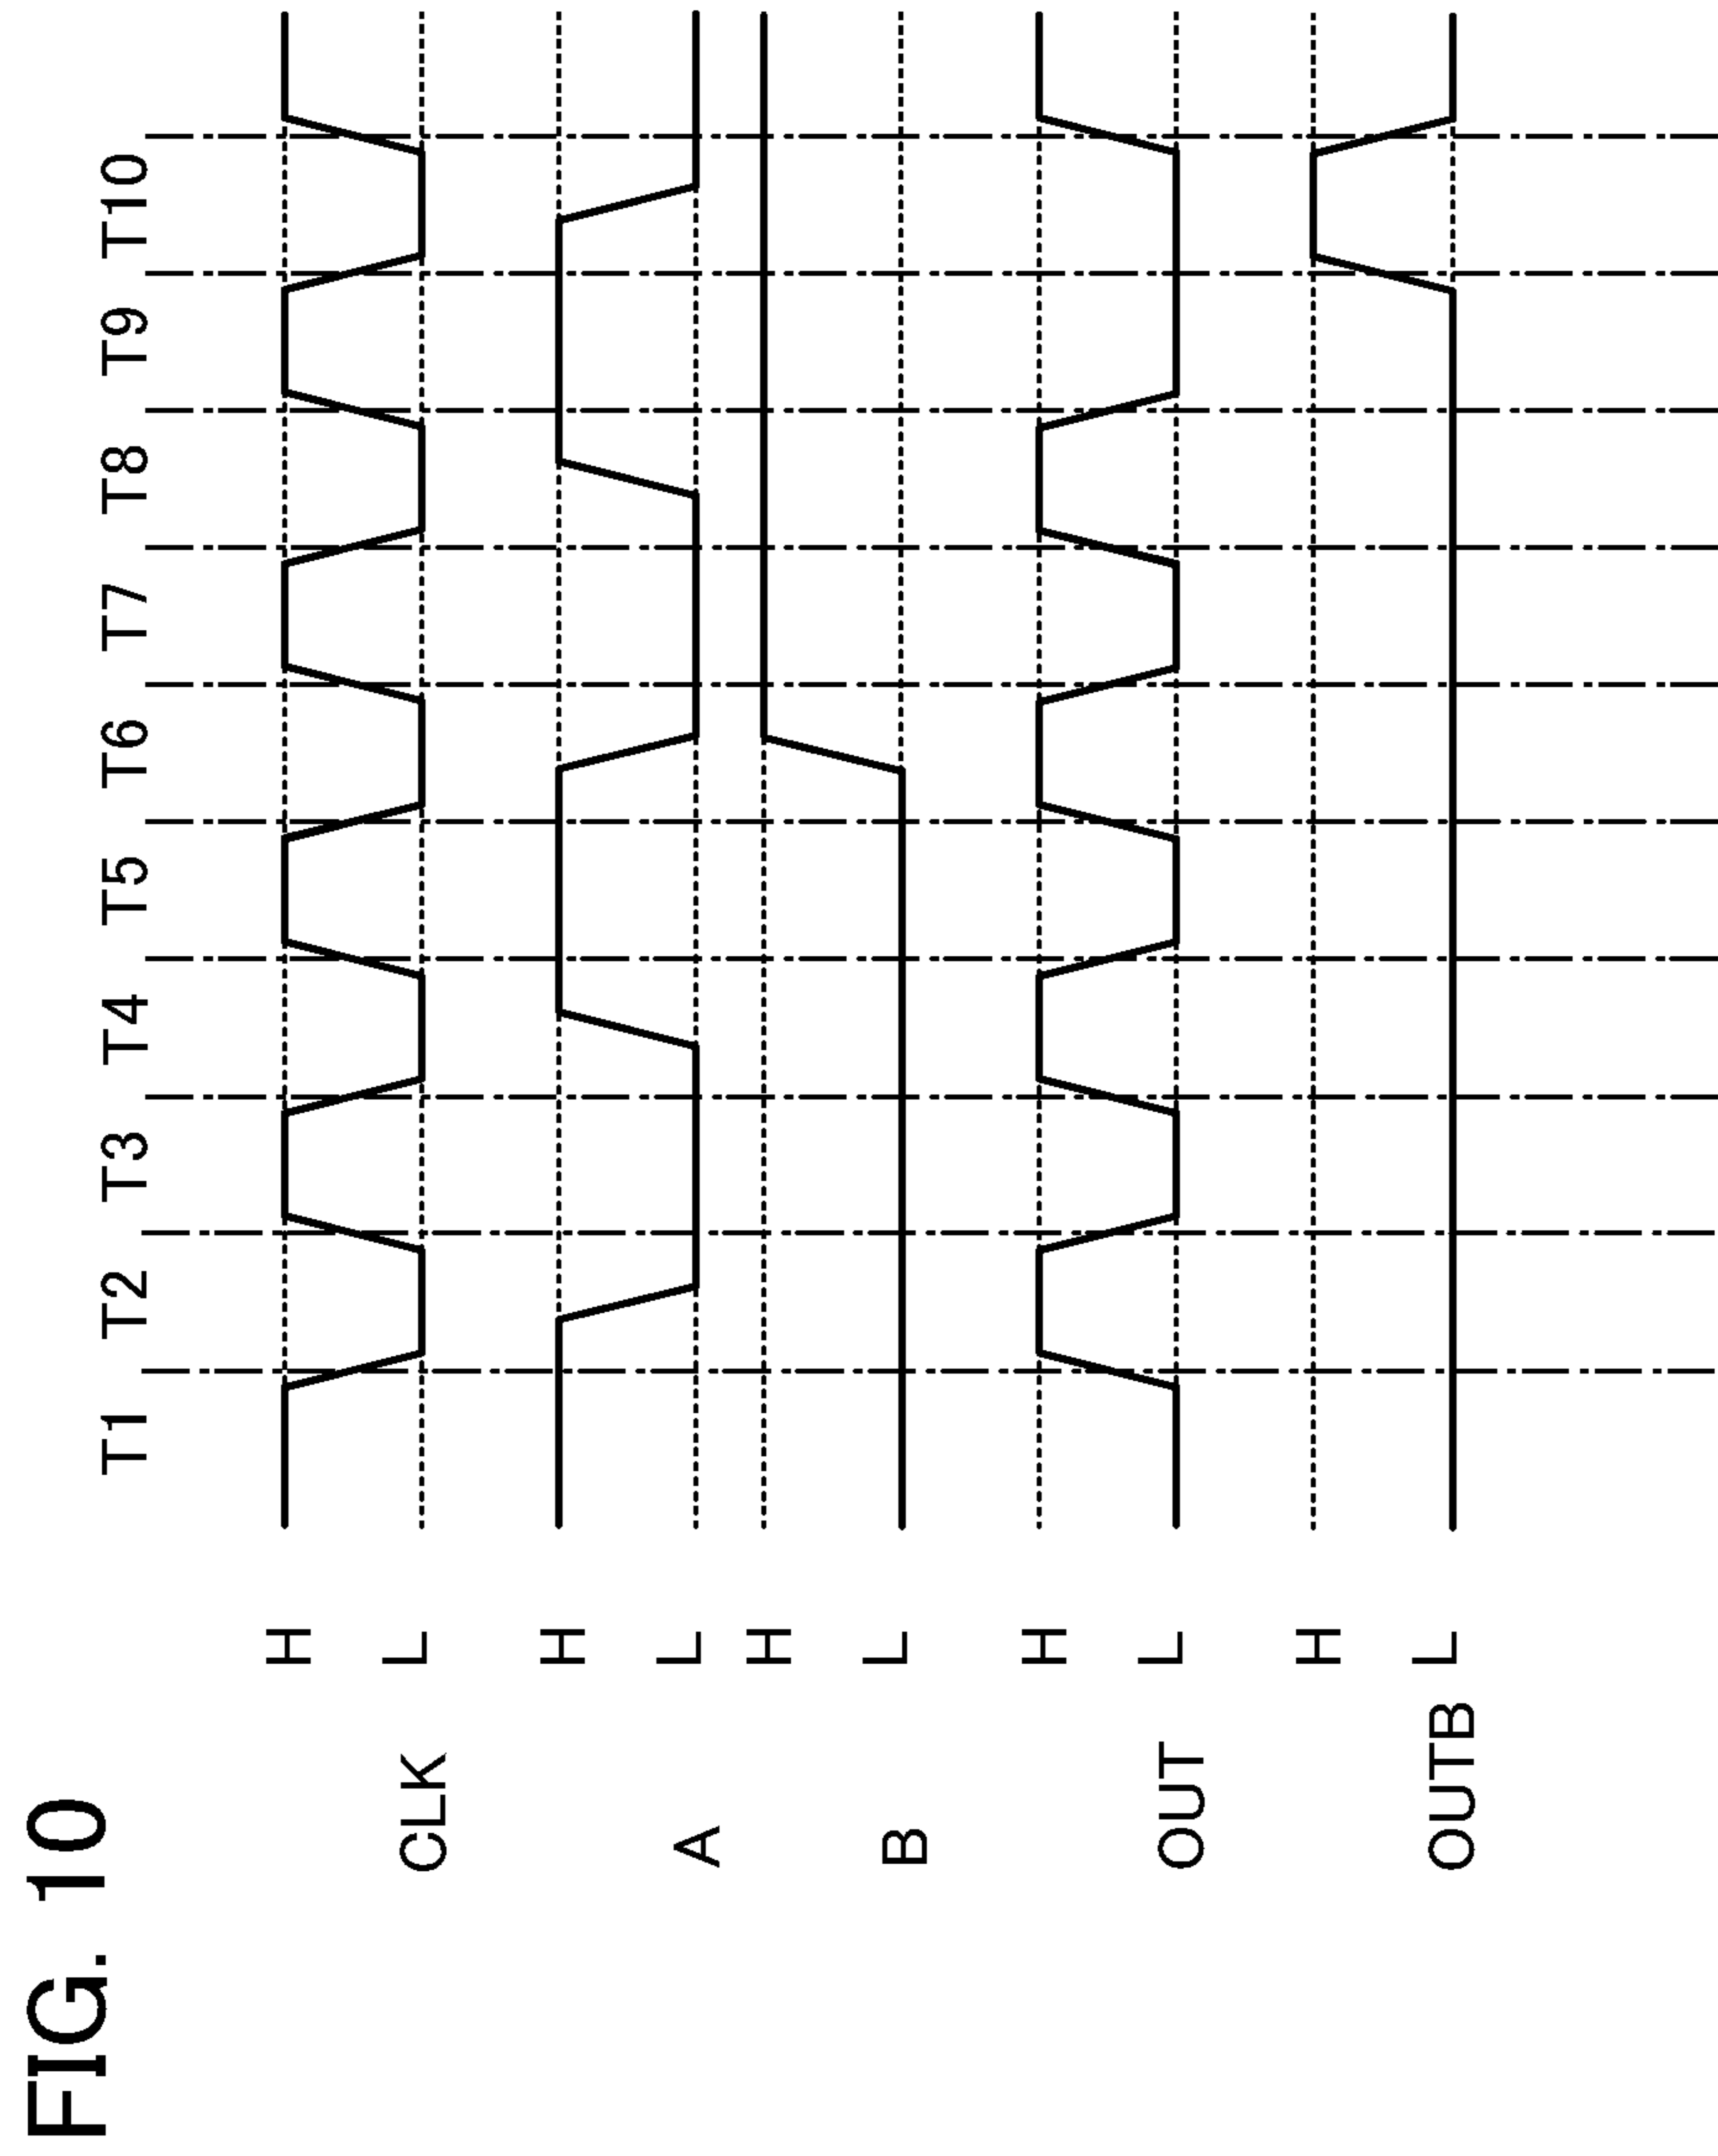 FIG. 10
T1 T2 T3 T4 T5 T6 T7 T8 T9 T10
H
CLK L
H
A L
H
B L
H
OUT L
H
OUTB L